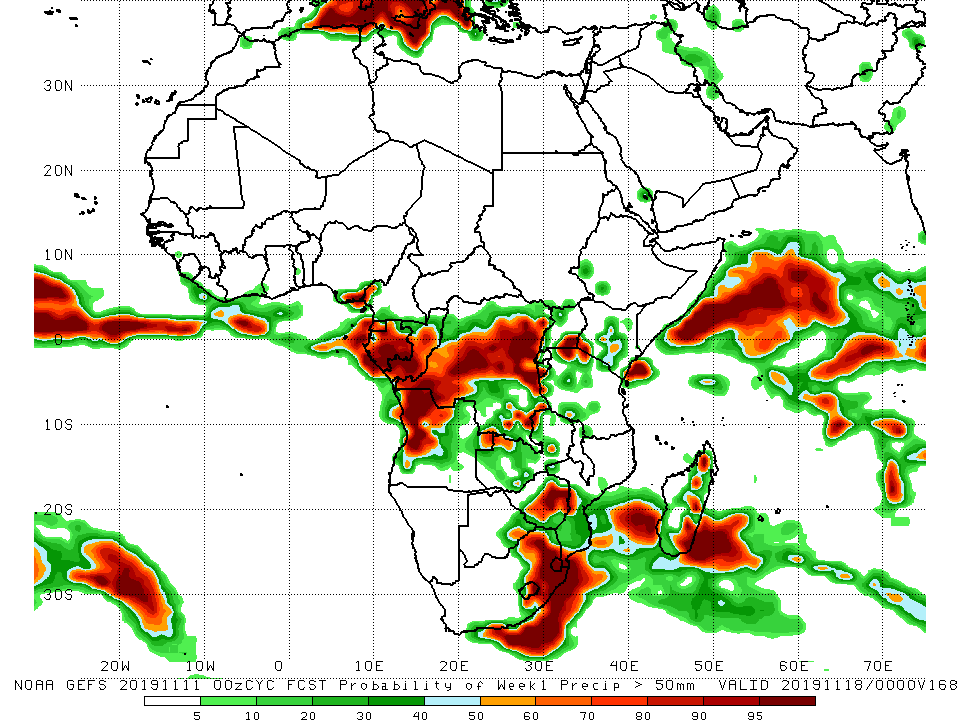 30N
20N
10N
0
10S
20S
30S
20W 10W 0 10E 20E 30E 40E 50E 60E 70E
NOAA GEFS 20191111 00zCYC FCST Probability of Week1 Precip > 50mm VALID 20191118/0000V168
5 10 20 30 40 50 60 70 80 90 95